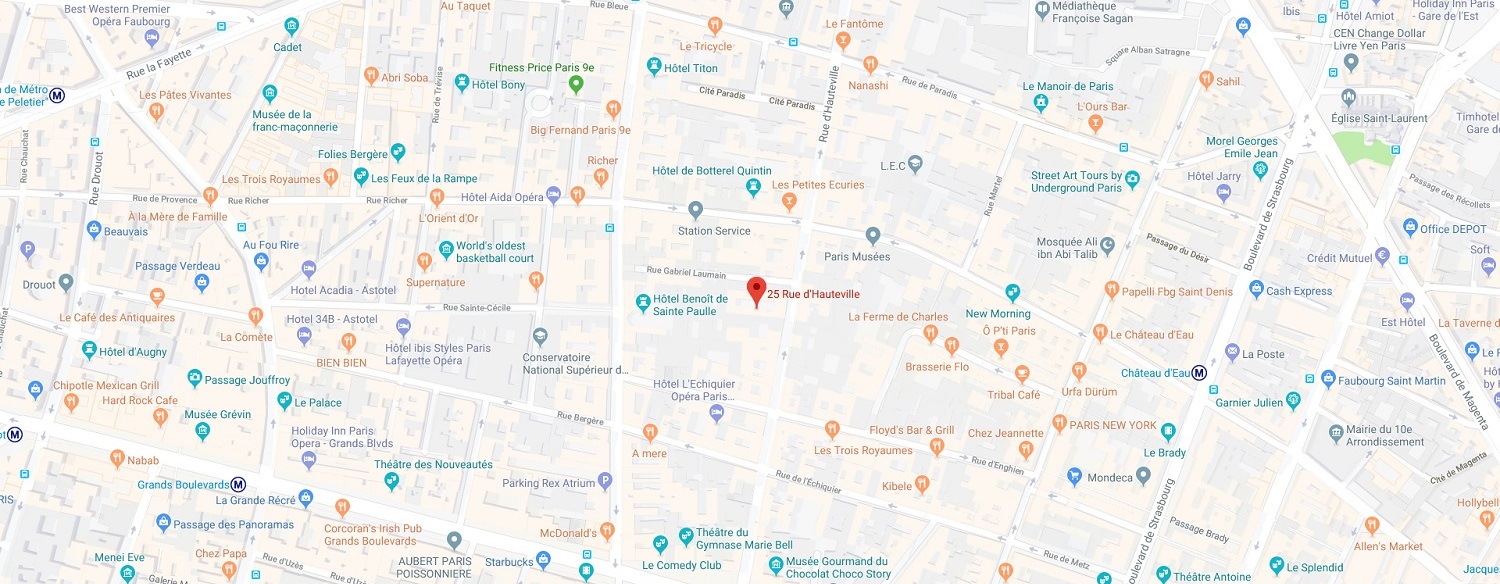 Best Western Premier
Opéra Faubourg
Cadet
Au Taquet
Rue Bleue
Le Tricycle
Le Fantôme
Médiathèque
Françoise Sagan
Ibis
Hôtel Amiot
Holiday Inn Paris
- Gare de l'Est
CEN Change Dollar
Livre Yen Paris
Square Alban Satragne
Rue la Fayette
Abri Soba
Rue de Trévise
Hôtel Bony
Fitness Price Paris 9e
Hôtel Titon
Nanashi
Rue de Paradis
Le Manoir de Paris
Sahil
n de Métro
e Peletier
Les Pâtes Vivantes
Musée de la
franc-maçonnerie
Cité Paradis
Cité Paradis
Rue d'Hauteville
L'Ours Bar
Église Saint-Laurent
Timhotel
Gare du
Big Fernand Paris 9e
Rue Chauchat
Rue Drouot
Folies Bergère
Les Trois Royaumes
Les Feux de la Rampe
Richer
Hôtel de Botterel Quintin
Les Petites Ecuries
L.E.C
Rue Martel
Street Art Tours by
Underground Paris
Morel Georges
Emile Jean
Hôtel Jarry
Boulevard de Strasbourg
Passage des Récollets
Rue de Provence
Rue Richer
Rue Richer
Hôtel Aida Opéra
À la Mère de Famille
L'Orient d'Or
Beauvais
Station Service
Paris Musées
Mosquée Ali
ibn Abi Talib
Passage du Désir
Office DEPOT
Au Fou Rire
World's oldest
basketball court
Crédit Mutuel
Soft
Passage Verdeau
Hotel Acadia - Astotel
Supernature
Rue Gabriel Laumain
Drouot
25 Rue d'Hauteville
Hôtel Benoît de
Sainte Paulle
New Morning
Papelli Fbg Saint Denis
Cash Express
Le Café des Antiquaires
La Comète
Rue Sainte-Cécile
Hotel 34B - Astotel
La Ferme de Charles
Ô P'ti Paris
Le Château d'Eau
Est Hôtel
La Taverne d
Hôtel d'Augny
BIEN BIEN
Hôtel ibis Styles Paris
Lafayette Opéra
Conservatoire
National Supérieur d...
Brasserie Flo
La Poste
Boulevard de Magenta
Le F
Château d'Eau
Chipotle Mexican Grill
Hard Rock Cafe
Passage Jouffroy
Le Palace
Hôtel L'Echiquier
Opéra Paris...
Tribal Café
Urfa Dürüm
Faubourg Saint Martin
Garnier Julien
Musée Grévin
Rue Bergère
Holiday Inn Paris
Opera - Grands Blvds
Floyd's Bar & Grill
Les Trois Royaumes
Chez Jeannette
PARIS NEW YORK
Le Brady
Mairie du 10e
Arrondissement
Nabab
A mere
Théâtre des Nouveautés
Rue d'Enghien
Mondeca
Cité de Magenta
Grands Boulevards
La Grande Récré
Parking Rex Atrium
Rue de l'Échiquier
Kibele
Hollybell
Passage des Panoramas
Corcoran's Irish Pub
Grands Boulevards
McDonald's
Boulevard de Strasbourg
Passage Brady
Allen's Market
Menei Eve
Chez Papa
AUBERT PARIS
POISSONNIERE
Starbucks
Théâtre du
Gymnase Marie Bell
Le Comedy Club
Musée Gourmand du
Chocolat Choco Story
Rue de Metz
Le Splendid
Théâtre Antoine
Galerie M
Rue d'Uzès
Jacque